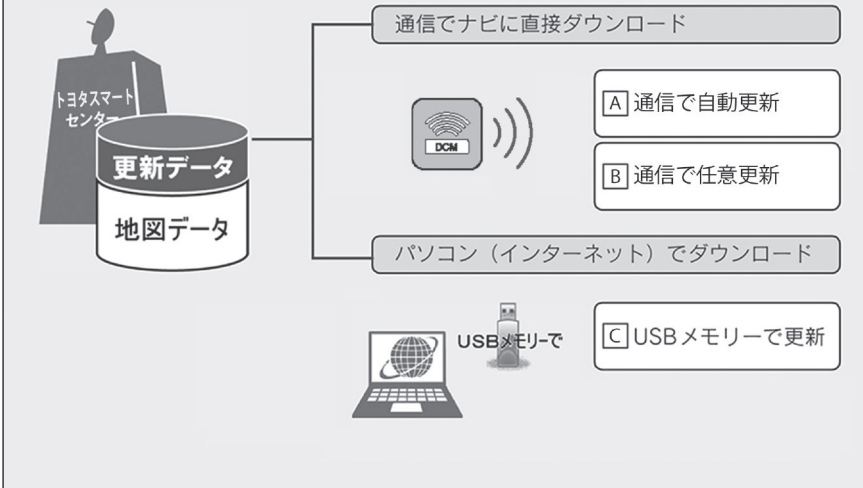 通信でナビに直接ダウンロード
トヨタスマート
センター
更新データ
地図データ
DCM
A 通信で自動更新
B 通信で任意更新
パソコン（インターネット）でダウンロード
USBメモリーで
C USBメモリーで更新